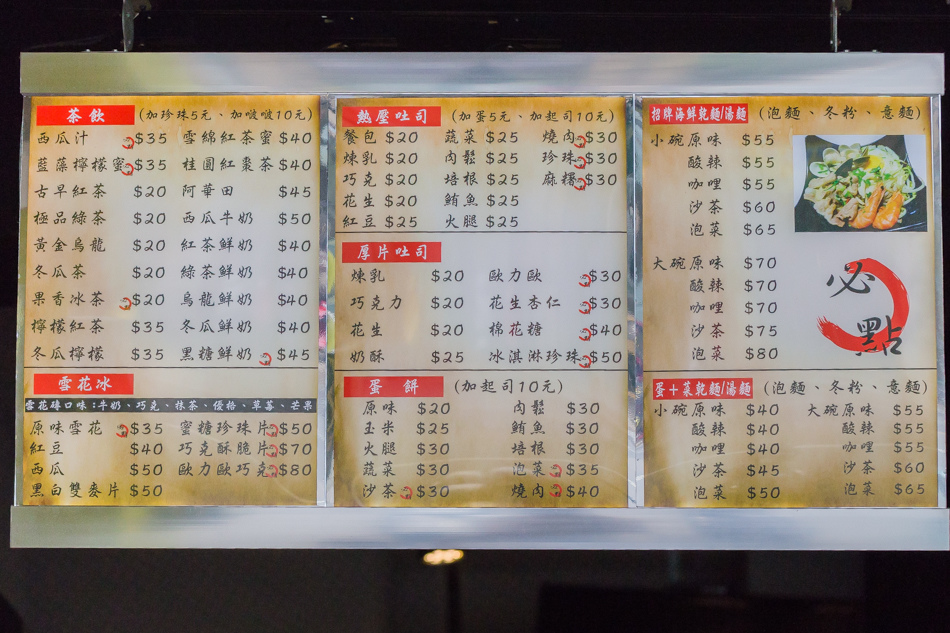 茶飲 (加珍珠5元、加啵啵10元)
西瓜汁 $35 雪綿紅茶蜜 $40
藍藻檸檬蜜 $35 桂圓紅棗茶 $40
古早紅茶 $20 阿華田 $45
極品綠茶 $20 西瓜牛奶 $50
黃金烏龍 $20 紅茶鮮奶 $40
冬瓜茶 $20 綠茶鮮奶 $40
果香冰茶 $20 烏龍鮮奶 $40
檸檬紅茶 $35 冬瓜鮮奶 $40
冬瓜檸檬 $35 黑糖鮮奶 $45
雪花冰
雪花磚口味:牛奶、巧克、抹茶、優格、草莓、芒果
原味雪花 $35 蜜糖珍珠片 $50
紅豆 $40 巧克酥脆片 $70
西瓜 $50 歐力歐巧克 $80
黑白雙麥片 $50
熱壓吐司 (加蛋5元、加起司10元)
餐包 $20 蔬菜 $25 燒肉 $30
煉乳 $20 肉鬆 $25 珍珠 $30
巧克 $20 培根 $25 麻糬 $30
花生 $20 鮪魚 $25
紅豆 $25 火腿 $25
厚片吐司
煉乳 $20 歐力歐 $30
巧克力 $20 花生杏仁 $30
花生 $20 棉花糖 $40
奶酥 $25 冰淇淋珍珠 $50
蛋餅 (加起司10元)
原味 $20 肉鬆 $30
玉米 $25 鮪魚 $30
火腿 $30 培根 $30
蔬菜 $30 泡菜 $35
沙茶 $30 燒肉 $40
招牌海鮮乾麵/湯麵 (泡麵、冬粉、意麵)
小碗原味 $55
酸辣 $55
咖哩 $55
沙茶 $60
泡菜 $65
大碗原味 $70
酸辣 $70
咖哩 $70
沙茶 $75
泡菜 $80
必
點
蛋+菜乾麵/湯麵 (泡麵、冬粉、意麵)
小碗原味 $40 大碗原味 $55
酸辣 $40 酸辣 $55
咖哩 $40 咖哩 $55
沙茶 $45 沙茶 $60
泡菜 $50 泡菜 $65